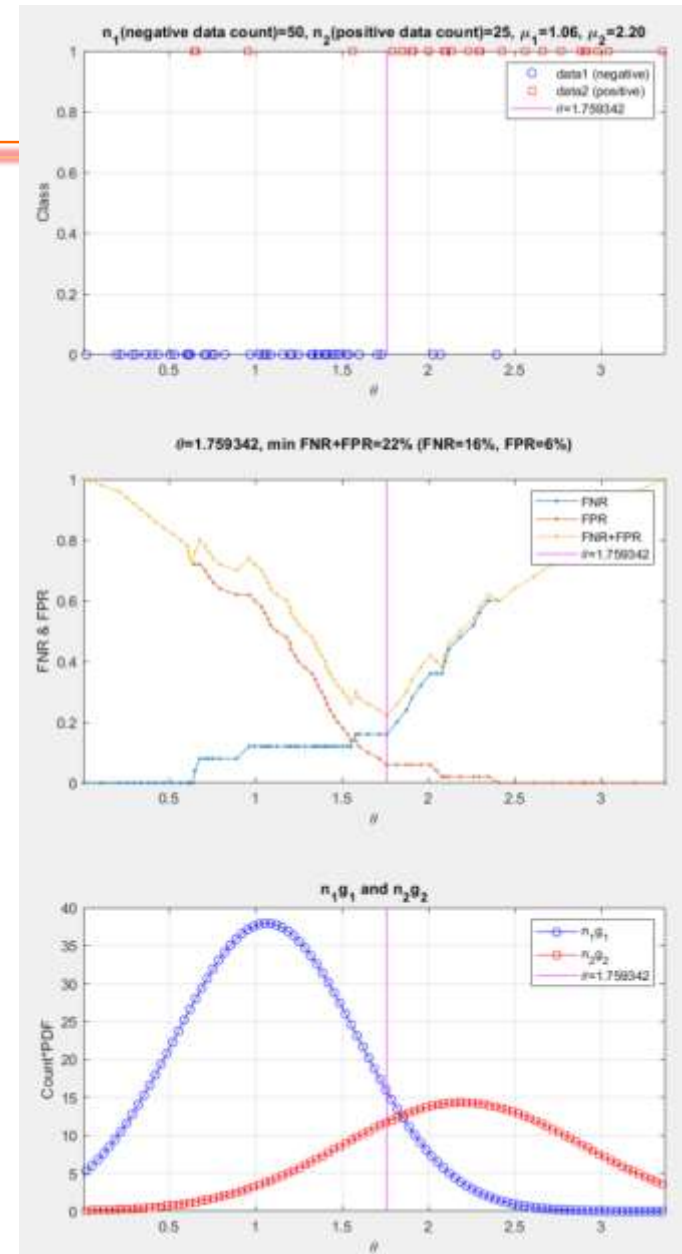 n₁(negative data count)=50, n₂(positive data count)=25, μ₁=1.06, μ₂=2.20
1
0.8
0.6
0.4
0.2
0
Class
data1 (negative)
data2 (positive)
θ=1.759342
0.5 1 1.5 2 2.5 3
θ
θ=1.759342, min FNR+FPR=22% (FNR=16%, FPR=6%)
1
0.8
0.6
0.4
0.2
0
FNR & FPR
FNR
FPR
FNR+FPR
θ=1.759342
0.5 1 1.5 2 2.5 3
θ
n₁g₁ and n₂g₂
40
35
30
25
20
15
10
5
0
Count*PDF
n₁g₁
n₂g₂
θ=1.759342
0.5 1 1.5 2 2.5 3
θ